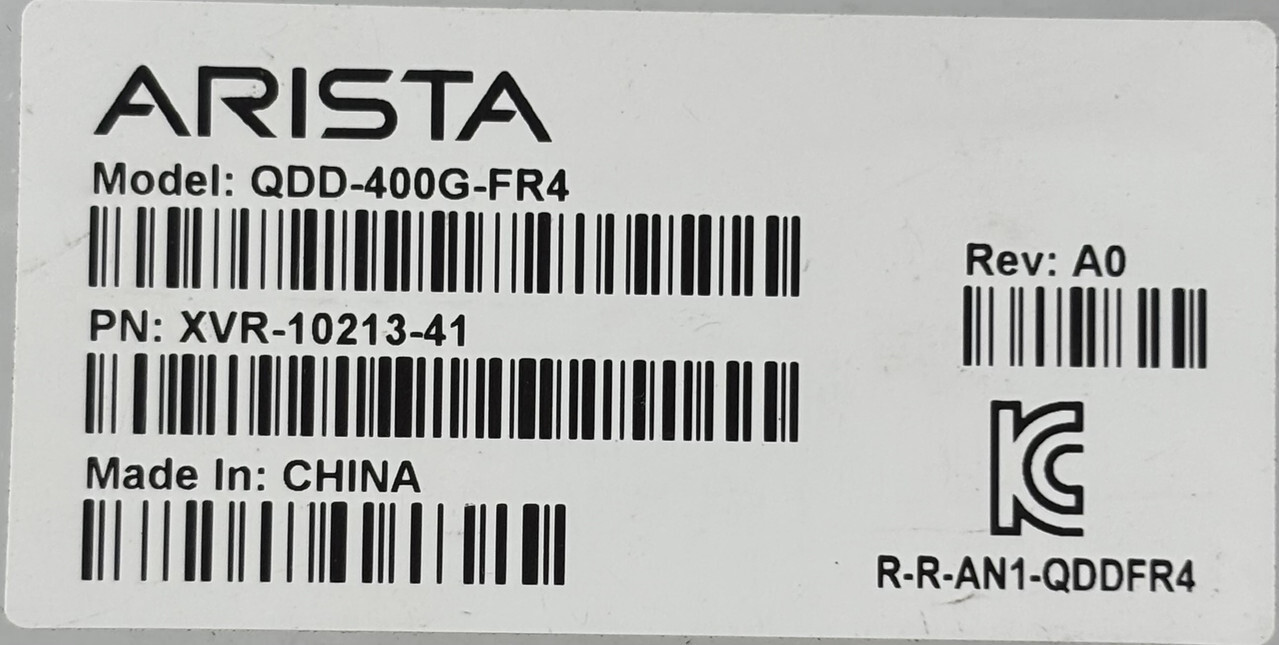 ARISTA
Model: QDD-400G-FR4
Rev: A0
PN: XVR-10213-41
Made In: CHINA
R-R-AN1-QDDFR4